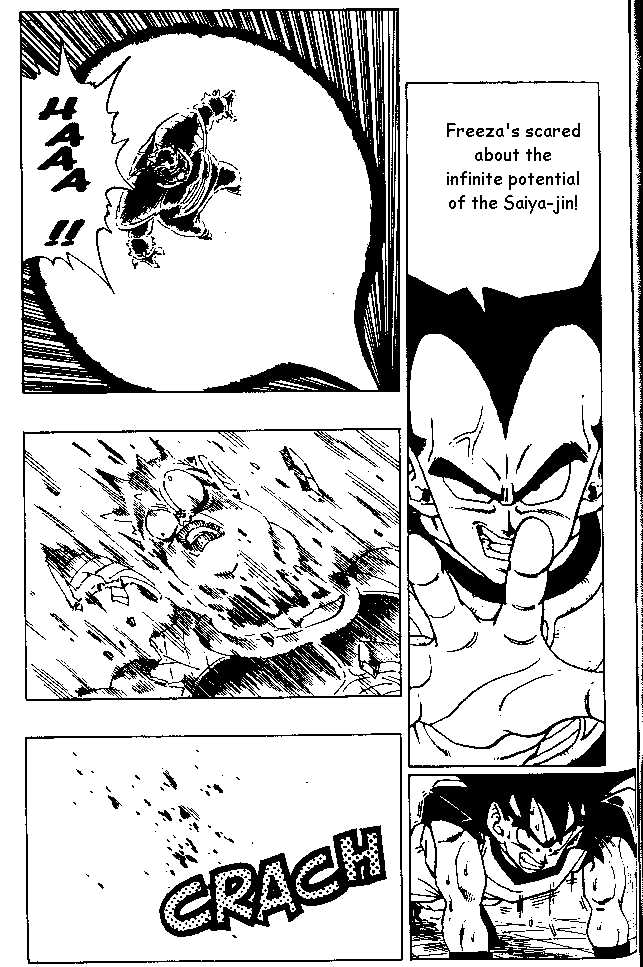 Freeza's scared
about the
infinite potential
of the Saiya-jin!
HAAA !!
CRACH